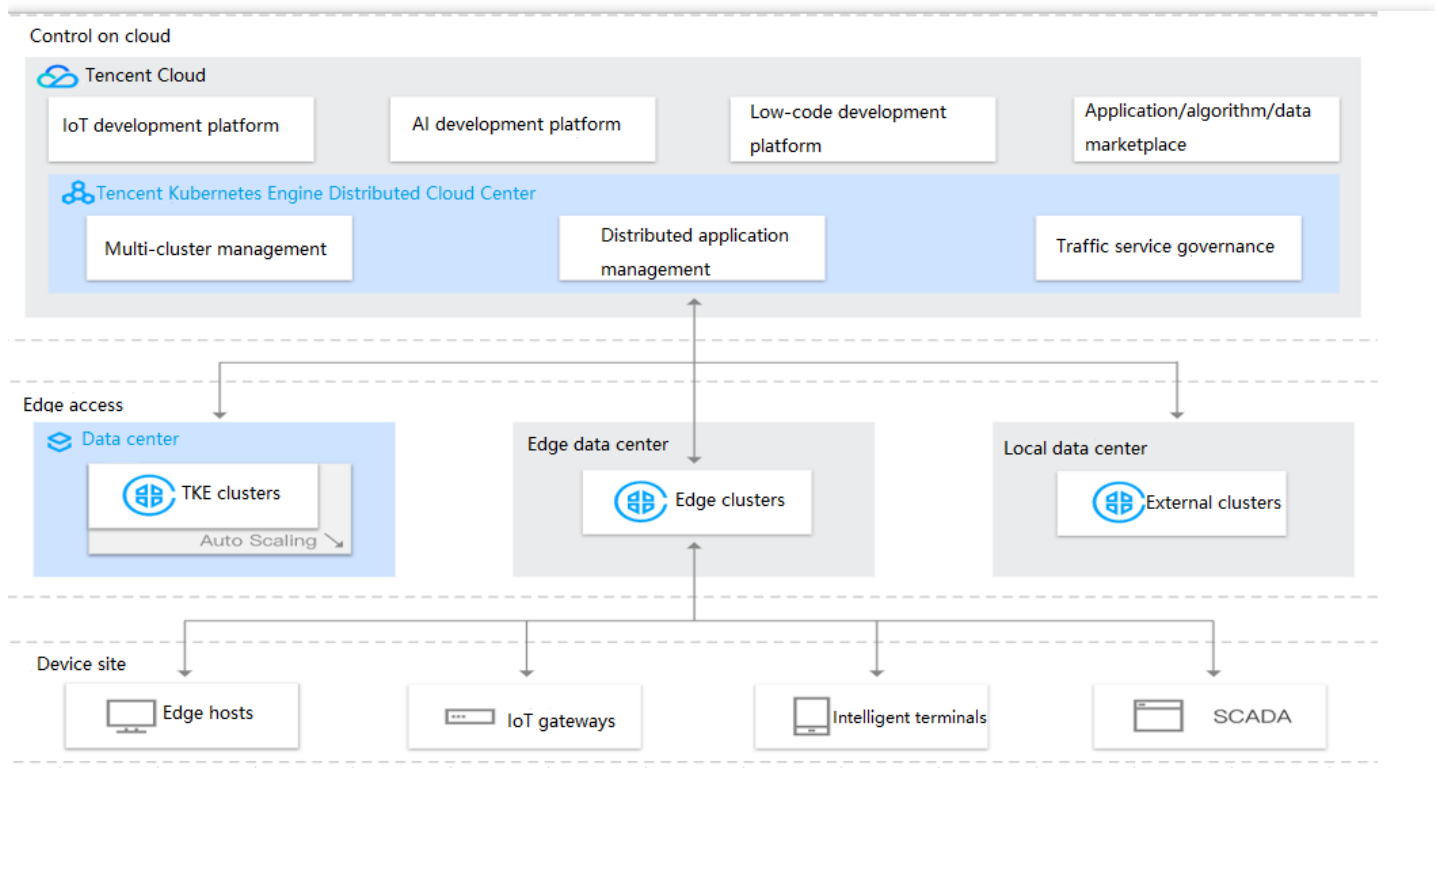 Control on cloud
Tencent Cloud
IoT development platform
AI development platform
Low-code development
platform
Application/algorithm/data
marketplace
Tencent Kubernetes Engine Distributed Cloud Center
Multi-cluster management
Distributed application
management
Traffic service governance
Edge access
Data center
TKE clusters
Auto Scaling
Edge data center
Edge clusters
Local data center
External clusters
Device site
Edge hosts
IoT gateways
Intelligent terminals
SCADA